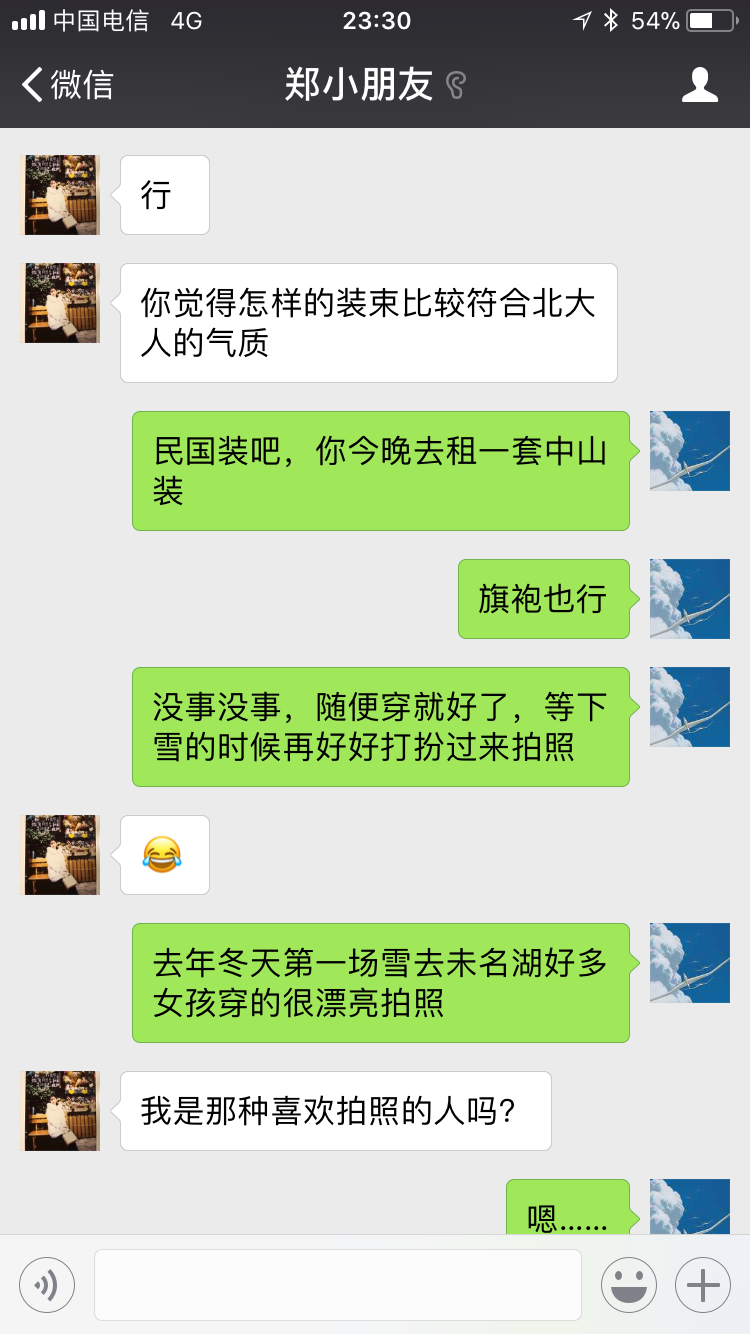 中国电信 4G 23:30 54%
微信 郑小朋友
行
你觉得怎样的装束比较符合北大
人的气质
民国装吧，你今晚去租一套中山
装
旗袍也行
没事没事，随便穿就好了，等下
雪的时候再好好打扮过来拍照
去年冬天第一场雪去未名湖好多
女孩穿的很漂亮拍照
我是那种喜欢拍照的人吗？
嗯……